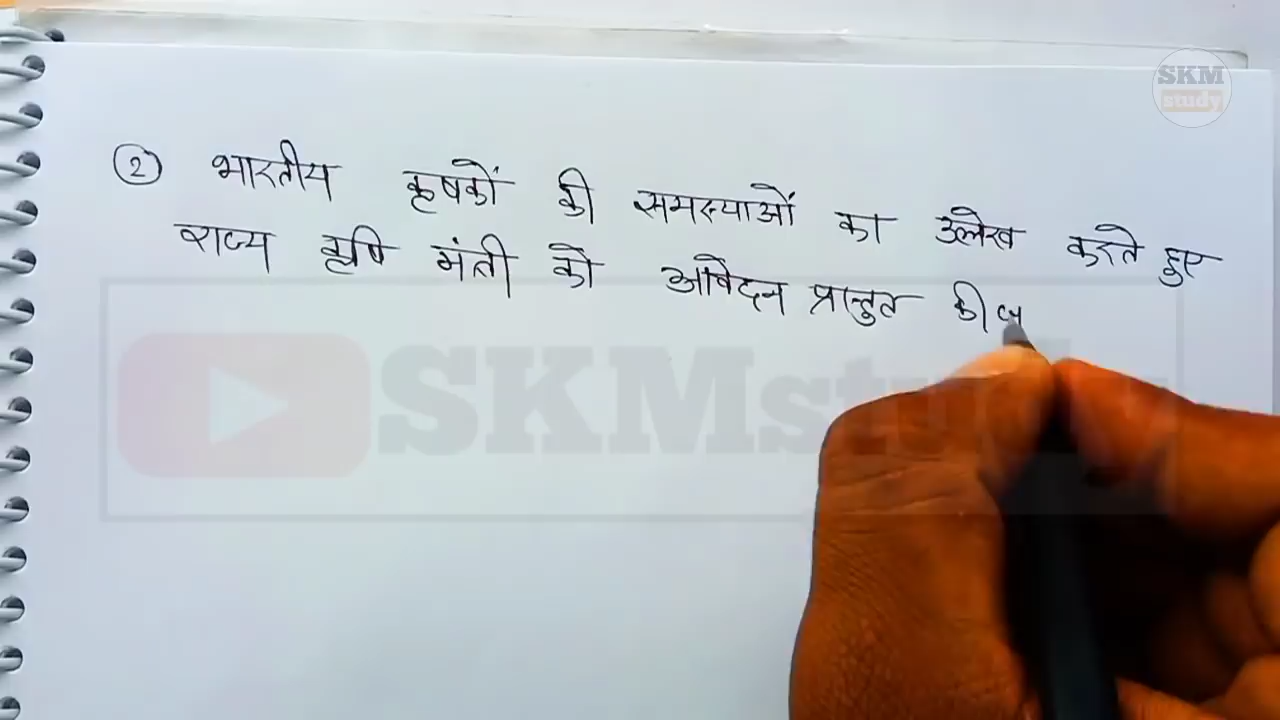 SKM
study
② भारतीय कृषकों की समस्याओं का उल्लेख करते हुए
राज्य कृषि मंत्री को आवेदन प्रस्तुत कीज
SKMstudy